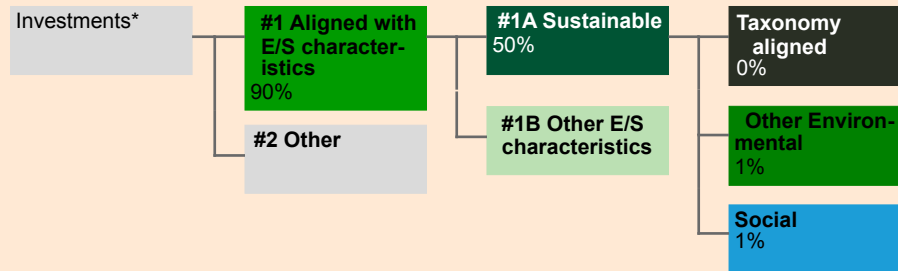 Investments*
#1 Aligned with
E/S character-
istics
90%
#2 Other
#1A Sustainable
50%
#1B Other E/S
characteristics
Taxonomy
aligned
0%
Other Environ-
mental
1%
Social
1%